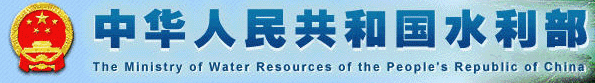 中华人民共和国水利部
The Ministry of Water Resources of the People's Republic of China